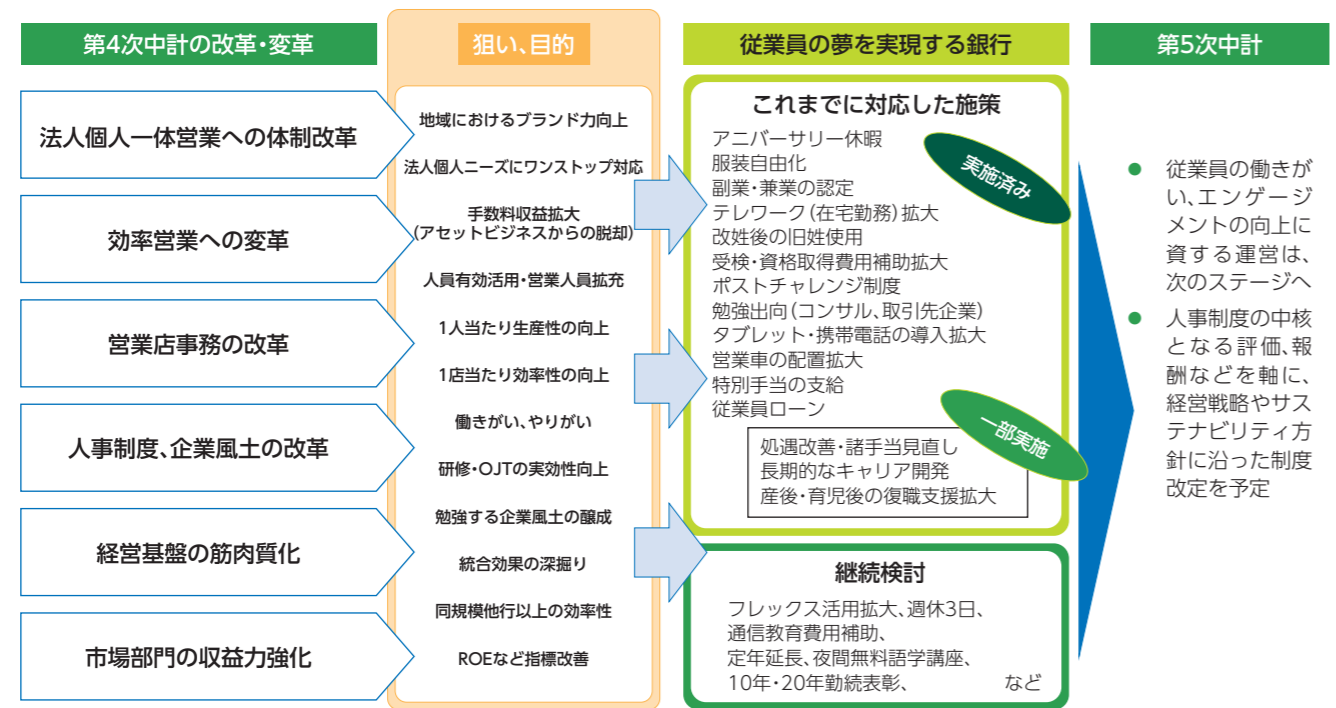 第4次中計の改革・変革
法人個人一体営業への体制改革
効率営業への変革
営業店事務の改革
人事制度、企業風土の改革
経営基盤の筋肉質化
市場部門の収益力強化
狙い、目的
地域におけるブランド力向上
法人個人ニーズにワンストップ対応
手数料収益拡大
(アセットビジネスからの脱却)
人員有効活用・営業人員拡充
1人当たり生産性の向上
1店当たり効率性の向上
働きがい、やりがい
研修・OJTの実効性向上
勉強する企業風土の醸成
統合効果の深掘り
同規模他行以上の効率性
ROEなど指標改善
従業員の夢を実現する銀行
これまでに対応した施策
実施済み
アニバーサリー休暇
服装自由化
副業・兼業の認定
テレワーク(在宅勤務)拡大
改姓後の旧姓使用
受検・資格取得費用補助拡大
ポストチャレンジ制度
勉強出向(コンサル、取引先企業)
タブレット・携帯電話の導入拡大
営業車の配置拡大
特別手当の支給
従業員ローン
一部実施
処遇改善・諸手当見直し
長期的なキャリア開発
産後・育児後の復職支援拡大
継続検討
フレックス活用拡大、週休3日、
通信教育費用補助、
定年延長、夜間無料語学講座、
10年・20年勤続表彰、 など
第5次中計
● 従業員の働きが
い、エンゲージ
メントの向上に
資する運営は、
次のステージへ
● 人事制度の中核
となる評価、報
酬などを軸に、
経営戦略やサス
テナビリティ方
針に沿った制度
改定を予定